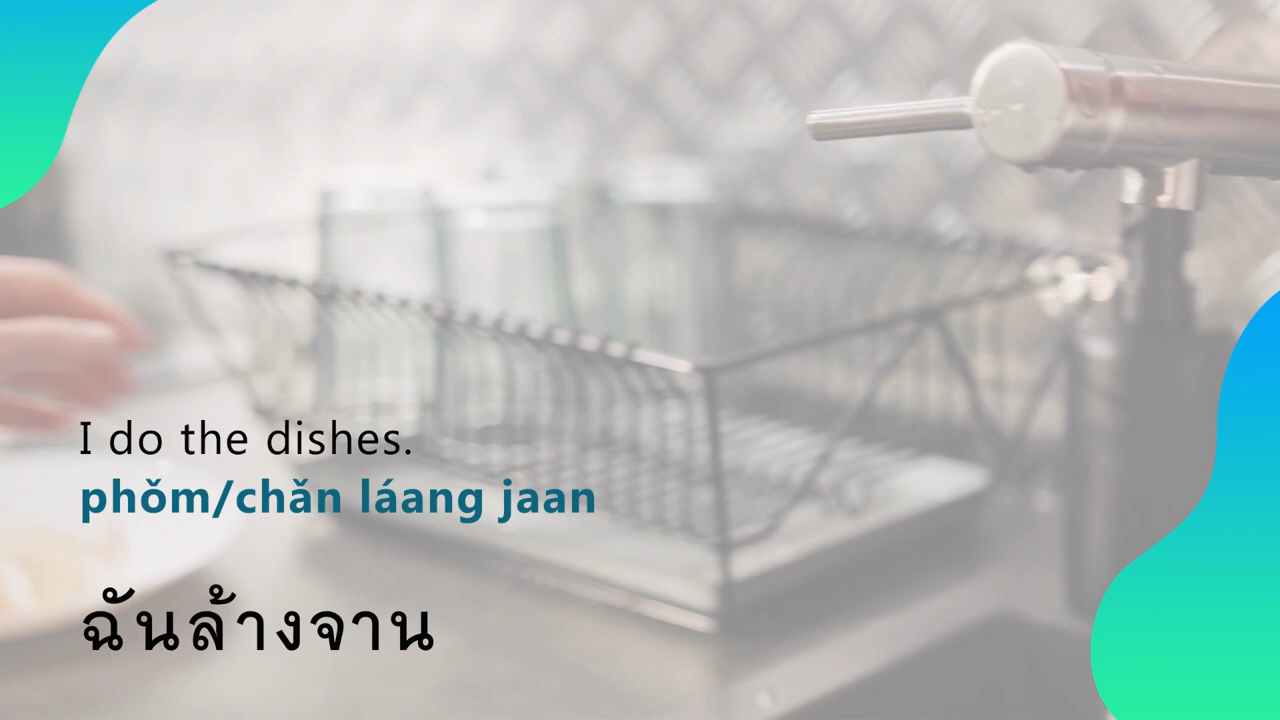 I do the dishes.
phǒm/chǎn láang jaan
ฉันล้างจาน